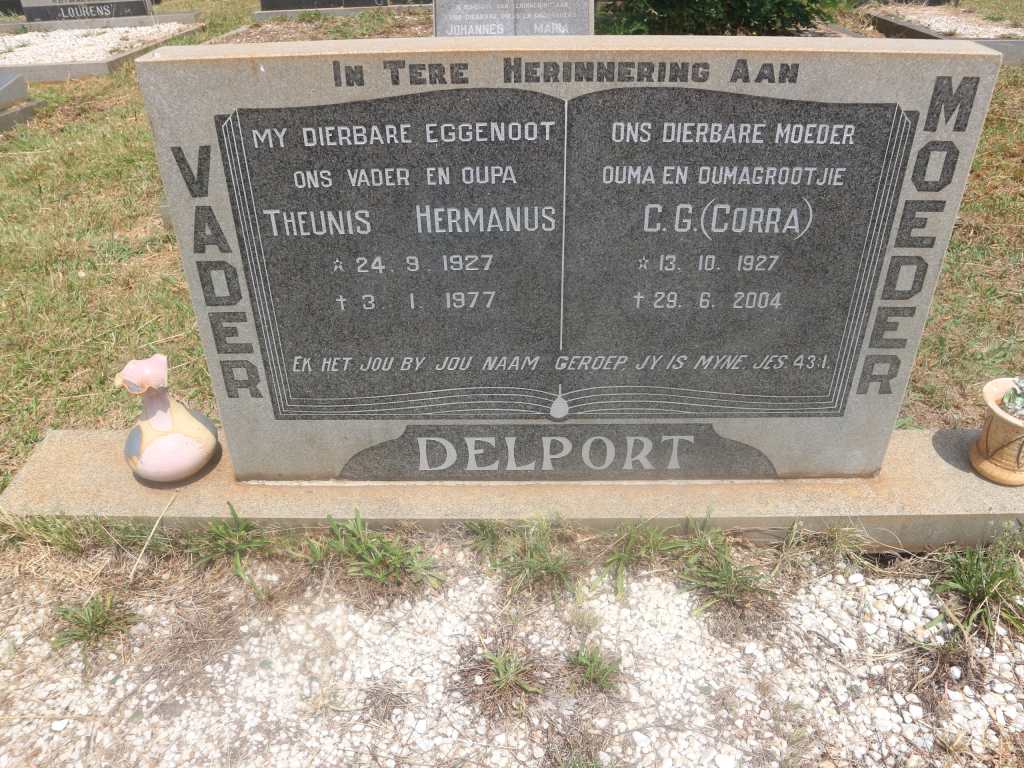 LOURENS
JOHANNES MARIA
IN TERE HERINNERING AAN
VADER
MY DIERBARE EGGENOOT
ONS VADER EN OUPA
THEUNIS HERMANUS
☆ 24. 9. 1927
† 3. 1. 1977
ONS DIERBARE MOEDER
OUMA EN OUMAGROOTJIE
C.G. (CORRA)
☆ 13. 10. 1927
† 29. 6. 2004
MOEDER
EK HET JOU BY JOU NAAM GEROEP, JY IS MYNE. JES. 43:1.
DELPORT